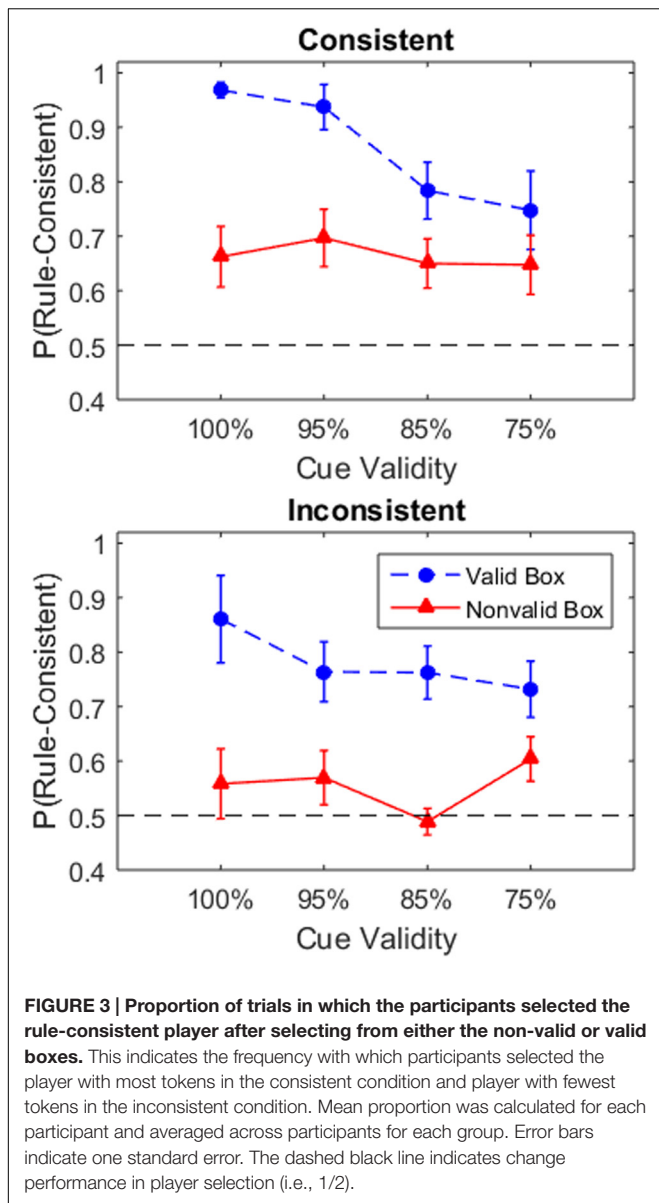 Consistent
1
0.9
0.8
0.7
0.6
0.5
0.4
P(Rule-Consistent)
100% 95% 85% 75%
Cue Validity
Inconsistent
1
0.9
0.8
0.7
0.6
0.5
0.4
P(Rule-Consistent)
Valid Box
Nonvalid Box
100% 95% 85% 75%
Cue Validity
FIGURE 3 | Proportion of trials in which the participants selected the
rule-consistent player after selecting from either the non-valid or valid
boxes. This indicates the frequency with which participants selected the
player with most tokens in the consistent condition and player with fewest
tokens in the inconsistent condition. Mean proportion was calculated for each
participant and averaged across participants for each group. Error bars
indicate one standard error. The dashed black line indicates change
performance in player selection (i.e., 1/2).